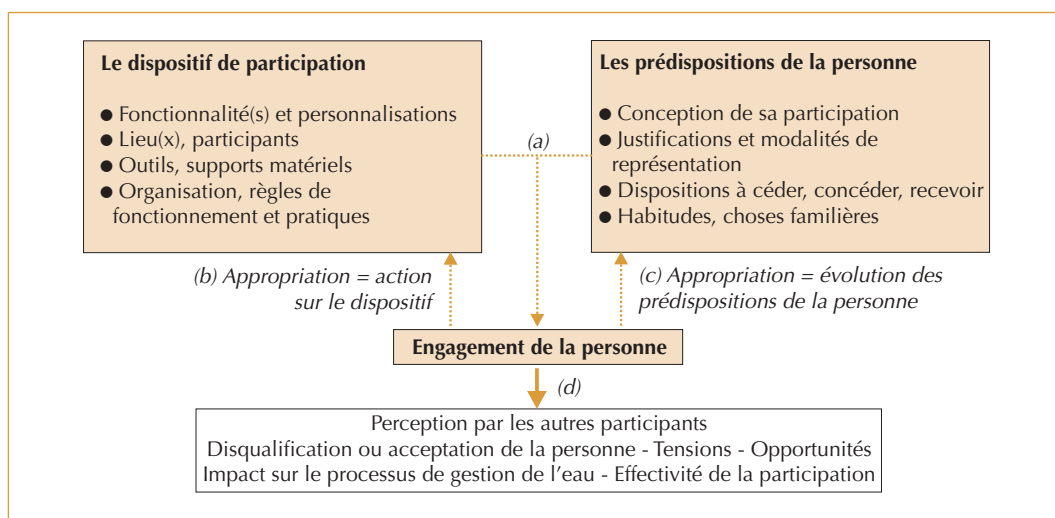 Le dispositif de participation
● Fonctionnalité(s) et personnalisations
● Lieu(x), participants
● Outils, supports matériels
● Organisation, règles de
fonctionnement et pratiques
(a)
Les prédispositions de la personne
● Conception de sa participation
● Justifications et modalités de
représentation
● Dispositions à céder, concéder, recevoir
● Habitudes, choses familières
(b) Appropriation = action
sur le dispositif
(c) Appropriation = évolution des
prédispositions de la personne
Engagement de la personne
(d)
Perception par les autres participants
Disqualification ou acceptation de la personne - Tensions - Opportunités
Impact sur le processus de gestion de l'eau - Effectivité de la participation